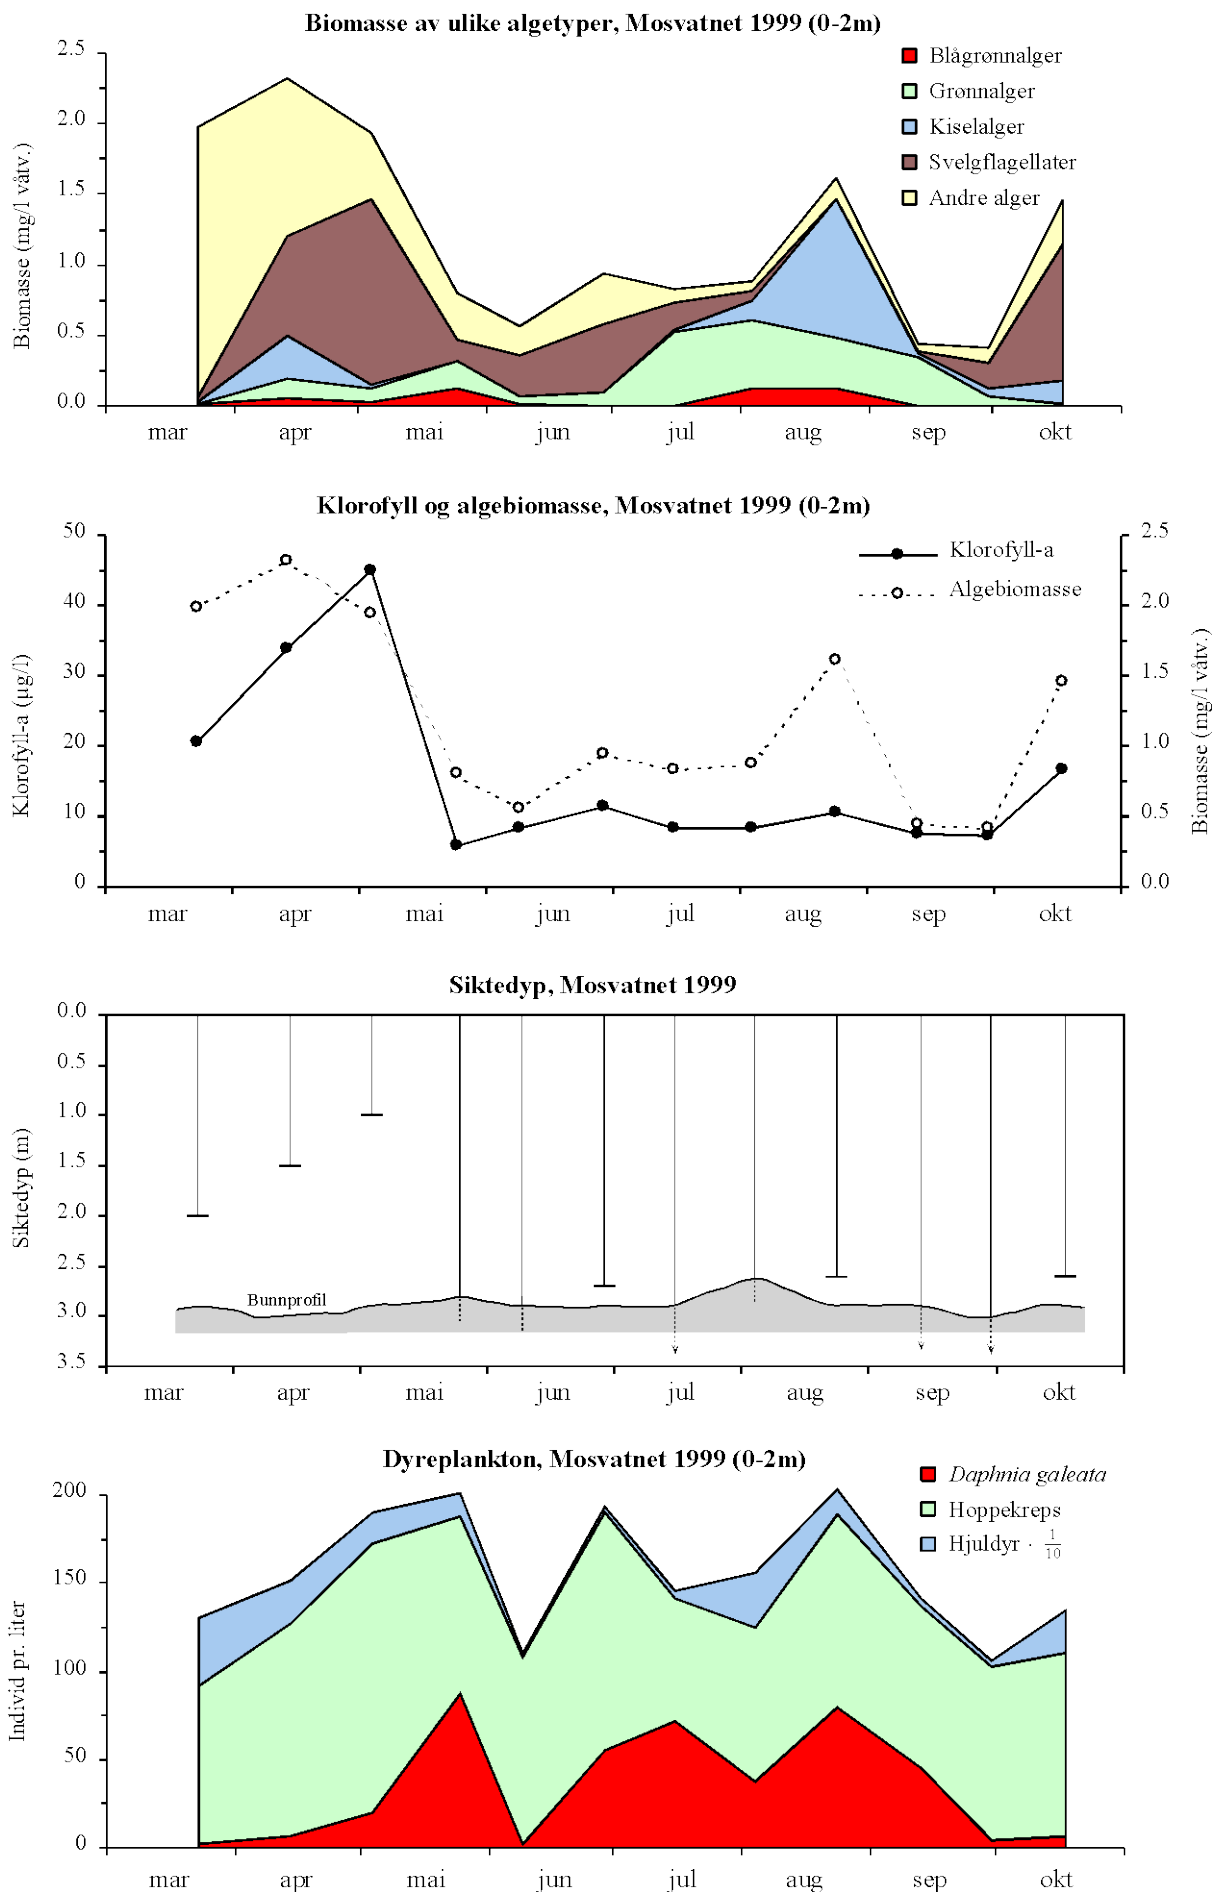 Biomasse av ulike algetyper, Mosvatnet 1999 (0-2m)
Blågrønnalger
Grønnalger
Kiselalger
Svelgflagellater
Andre alger
Biomasse (mg/l våtv.)
2.5
2.0
1.5
1.0
0.5
0.0
mar apr mai jun jul aug sep okt
Klorofyll og algebiomasse, Mosvatnet 1999 (0-2m)
Klorofyll-a
Algebiomasse
Klorofyll-a (µg/l)
50
40
30
20
10
0
2.5
2.0
1.5
1.0
0.5
0.0
Biomasse (mg/l våtv.)
mar apr mai jun jul aug sep okt
Siktedyp, Mosvatnet 1999
Siktedyp (m)
0.0
0.5
1.0
1.5
2.0
2.5
3.0
3.5
Bunnprofil
mar apr mai jun jul aug sep okt
Dyreplankton, Mosvatnet 1999 (0-2m)
Daphnia galeata
Hoppekreps
Hjuldyr · 1/10
Individ pr. liter
200
150
100
50
0
mar apr mai jun jul aug sep okt